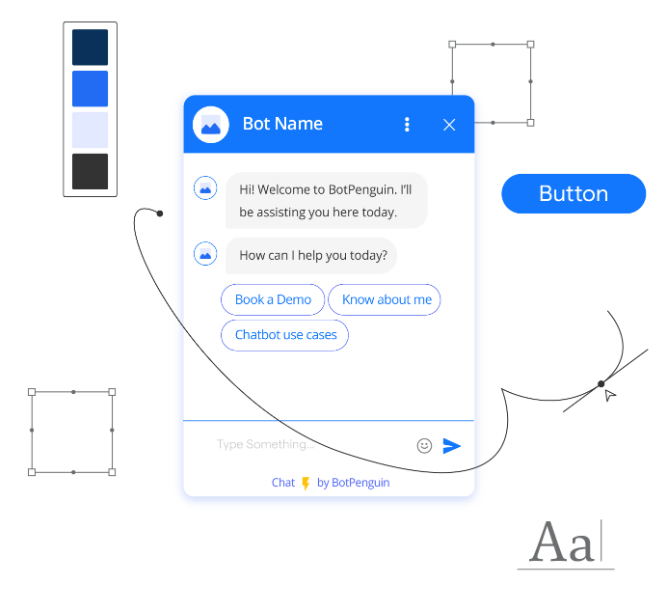 Bot Name
Button
Hi! Welcome to BotPenguin. I'll
be assisting you here today.
How can I help you today?
Book a Demo
Know about me
Chatbot use cases
Type Something...
Chat by BotPenguin
Aa